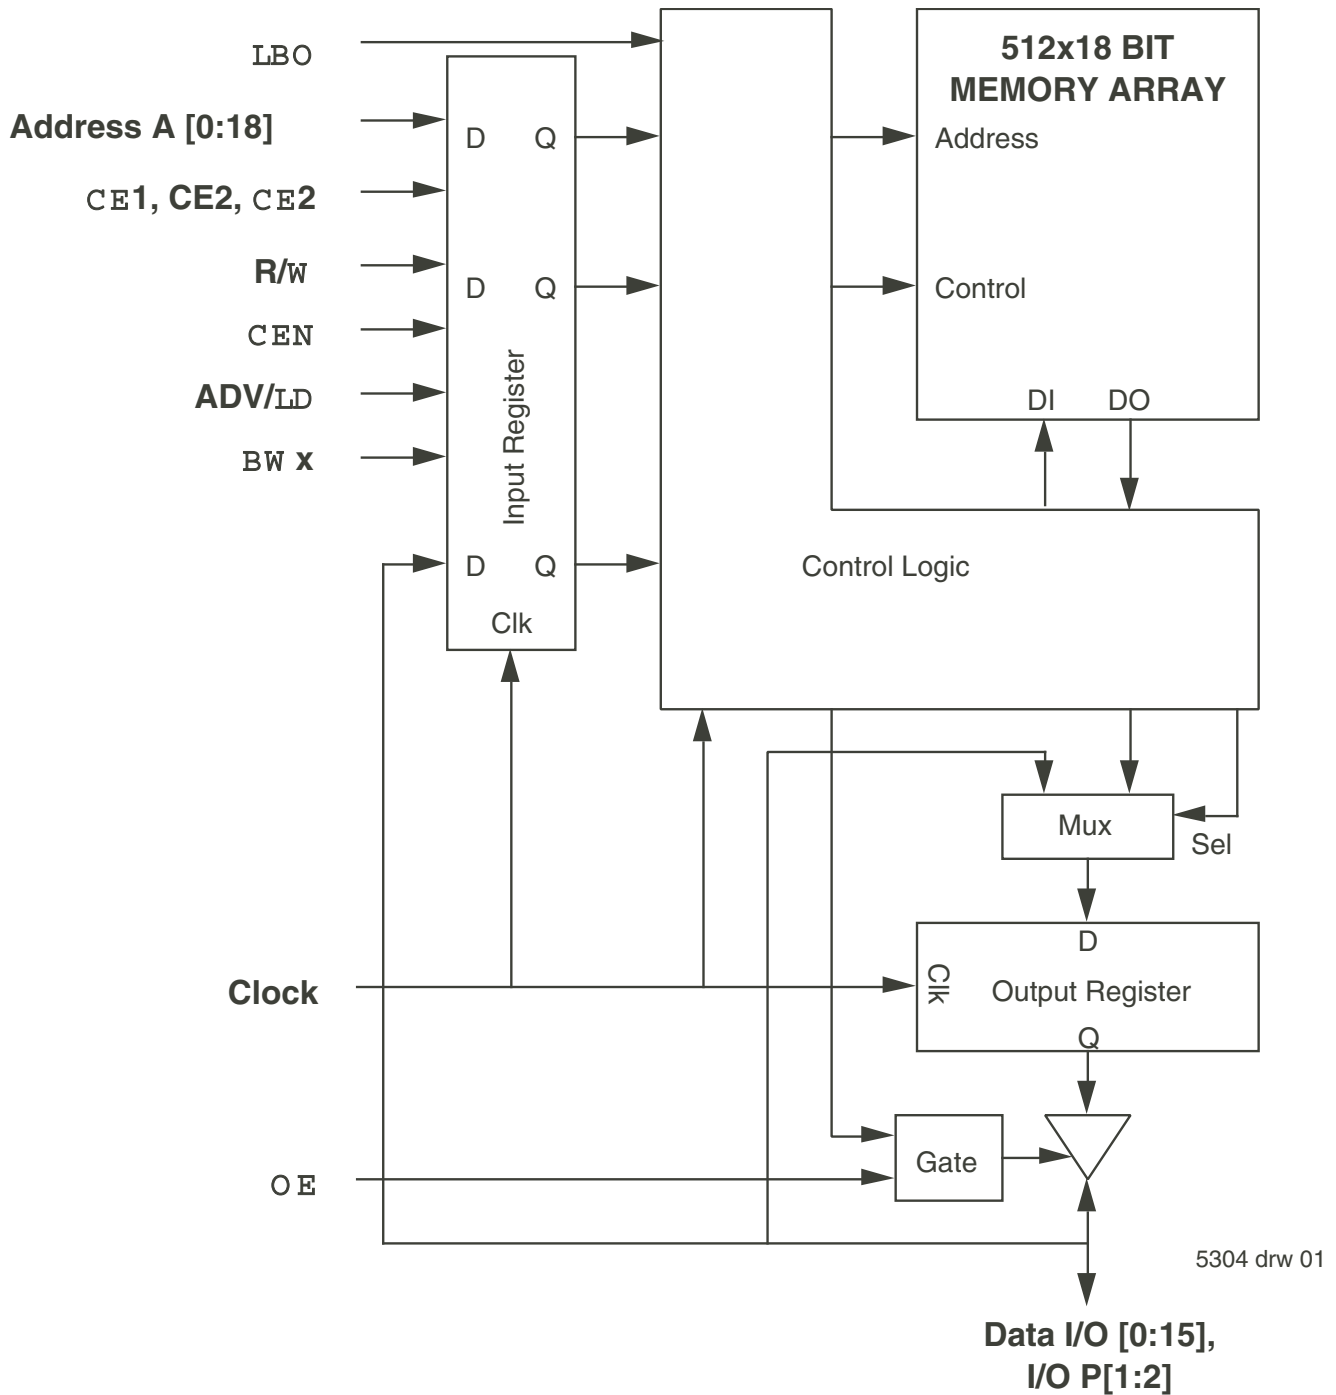 LBO
512x18 BIT
MEMORY ARRAY
Address A [0:18]
D Q
Address
CE1, CE2, CE2
R/W
D Q
Control
CEN
ADV/LD
Input Register
DI DO
BW x
D Q
Control Logic
Clk
Mux
Sel
D
Clock
Clk
Output Register
Q
Gate
OE
5304 drw 01
Data I/O [0:15],
I/O P[1:2]